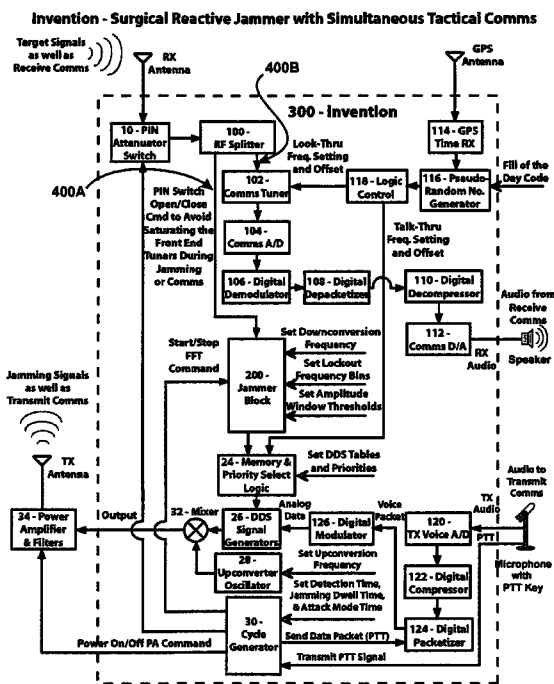 Invention - Surgical Reactive Jammer with Simultaneous Tactical Comms
Target Signals
as well as
Receive Comms
RX
Antenna
400B
GPS
Antenna
300 - Invention
10 - PIN
Attenuator
Switch
100 -
RF Splitter
Look-Thru
Freq. Setting
and Offset
114 - GPS
Time RX
Fill of the
Day Code
400A
PIN Switch
Open/Close
Cmd to Avoid
Saturating the
Front End
Tuners During
Jamming
or Comms
102 -
Comms Tuner
118 - Logic
Control
116 - Pseudo-
Random No.
Generator
Talk-Thru
Freq. Setting
and Offset
104 -
Comms A/D
106 - Digital
Demodulator
108 - Digital
Depacketizer
110 - Digital
Decompressor
Audio from
Receive
Comms
112 -
Comms D/A
RX
Audio
Speaker
Start/Stop
FFT
Command
Set Downconversion
Frequency
200 -
Jammer
Block
Set Lockout
Frequency Bins
Set Amplitude
Window Thresholds
Jamming Signals
as well as
Transmit Comms
TX
Antenna
24 - Memory &
Priority Select
Logic
Set DDS Tables
and Priorities
Audio to
Transmit
Comms
34 - Power
Amplifier
& Filters
Output
32 - Mixer
26 - DDS
Signal
Generators
Analog
Data
126 - Digital
Modulator
Voice
Packet
120 -
TX Voice A/D
TX
Audio
PTT
Microphone
with
PTT Key
28 -
Upconverter
Oscillator
Set Upconversion
Frequency
122 - Digital
Compressor
Set Detection Time,
Jamming Dwell Time,
& Attack Mode Time
30 -
Cycle
Generator
124 - Digital
Packetizer
Power On/Off PA Command
Send Data Packet (PTT)
Transmit PTT Signal